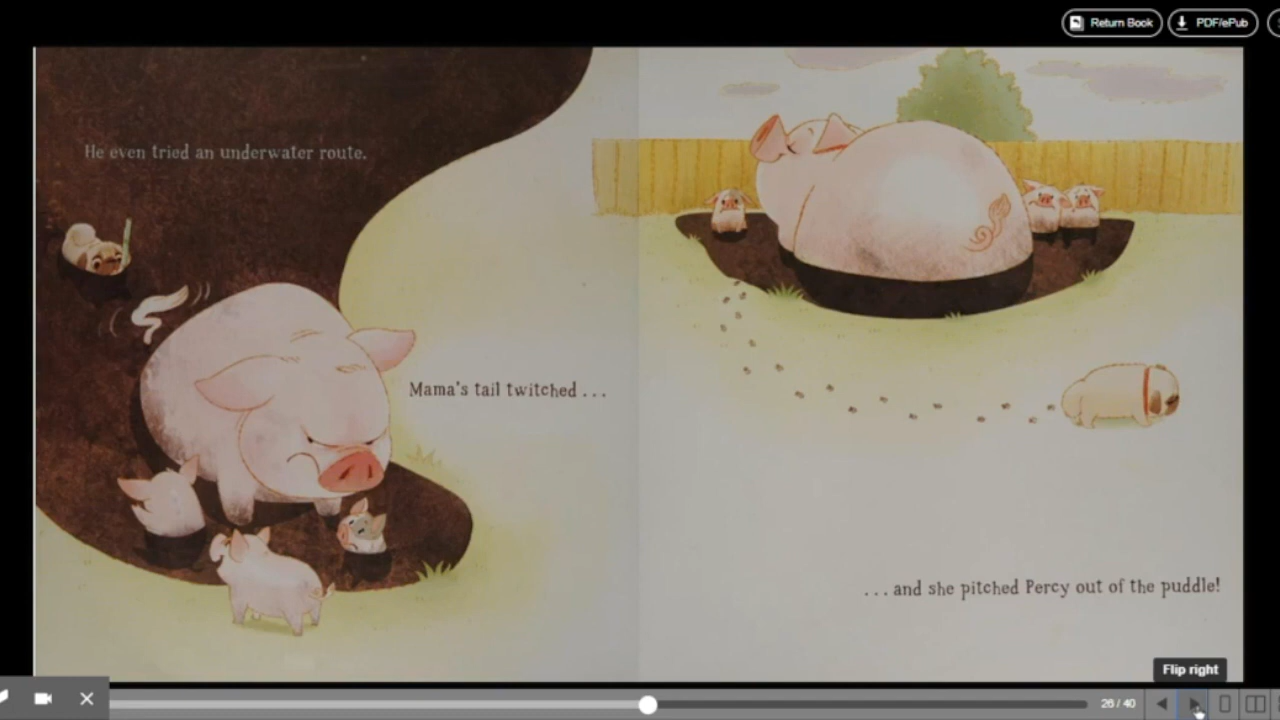 Return Book
PDF/ePub
He even tried an underwater route.
Mama's tail twitched . . .
. . . and she pitched Percy out of the puddle!
Flip right
26 / 40